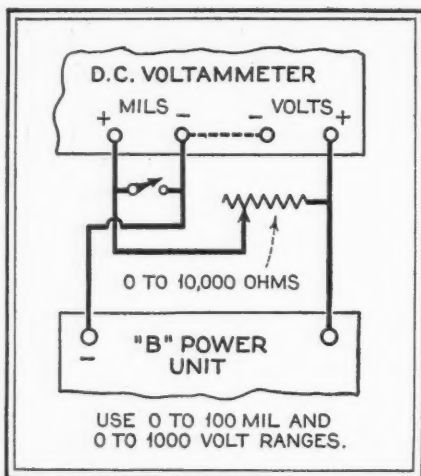 D.C. VOLTAMMETER
MILS VOLTS
+ - - +
0 TO 10,000 OHMS
-
"B" POWER
UNIT
USE 0 TO 100 MIL AND
0 TO 1000 VOLT RANGES.